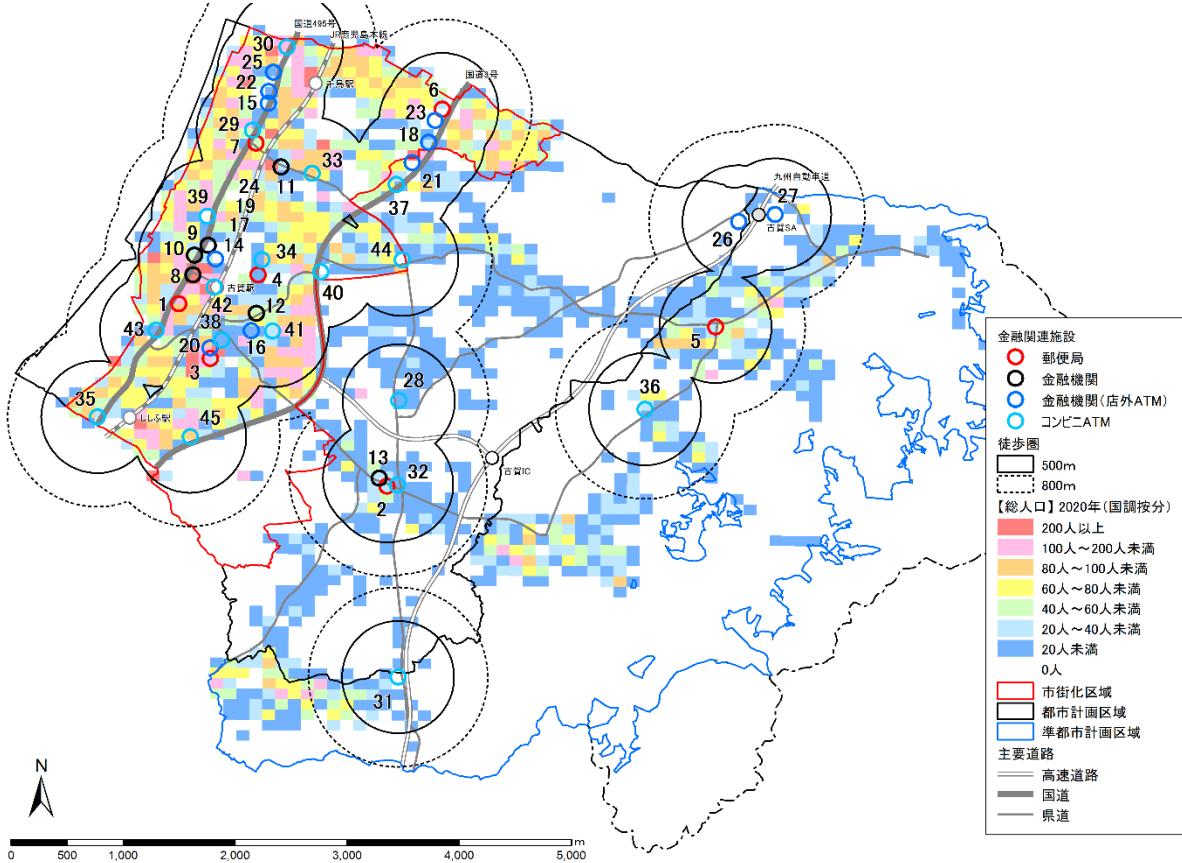 国道495号
JR鹿児島本線
30
25
千鳥駅
国道3号
22
6
15
23
29
18
7
33
11
21
24
37
九州自動車道
39
19
27
17
9
14
26
古賀SA
10
34
44
8
4
古賀駅
40
1
42
12
43
38
41
5
20
16
3
28
36
35
ししぶ駅
45
13
32
古賀IC
2
31
金融関連施設
郵便局
金融機関
金融機関(店外ATM)
コンビニATM
徒歩圏
500m
800m
【総人口】2020年(国調按分)
200人以上
100人~200人未満
80人~100人未満
60人~80人未満
40人~60人未満
20人~40人未満
20人未満
0人
市街化区域
都市計画区域
準都市計画区域
主要道路
高速道路
国道
県道
N
0 500 1,000 2,000 3,000 4,000 5,000 m